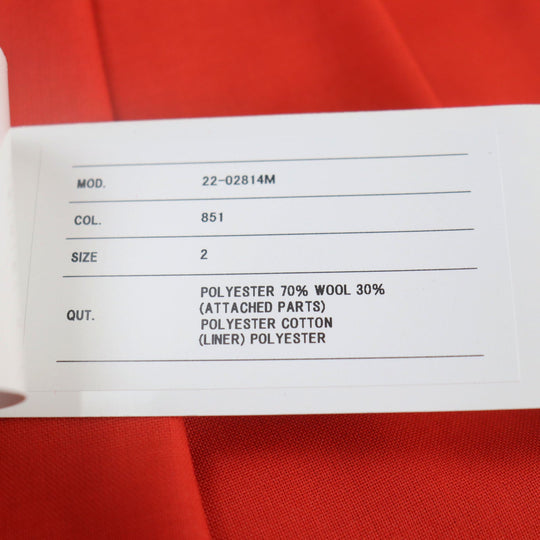 MOD. 22-02814M
COL. 851
SIZE 2
QUT. POLYESTER 70% WOOL 30%
(ATTACHED PARTS)
POLYESTER COTTON
(LINER) POLYESTER